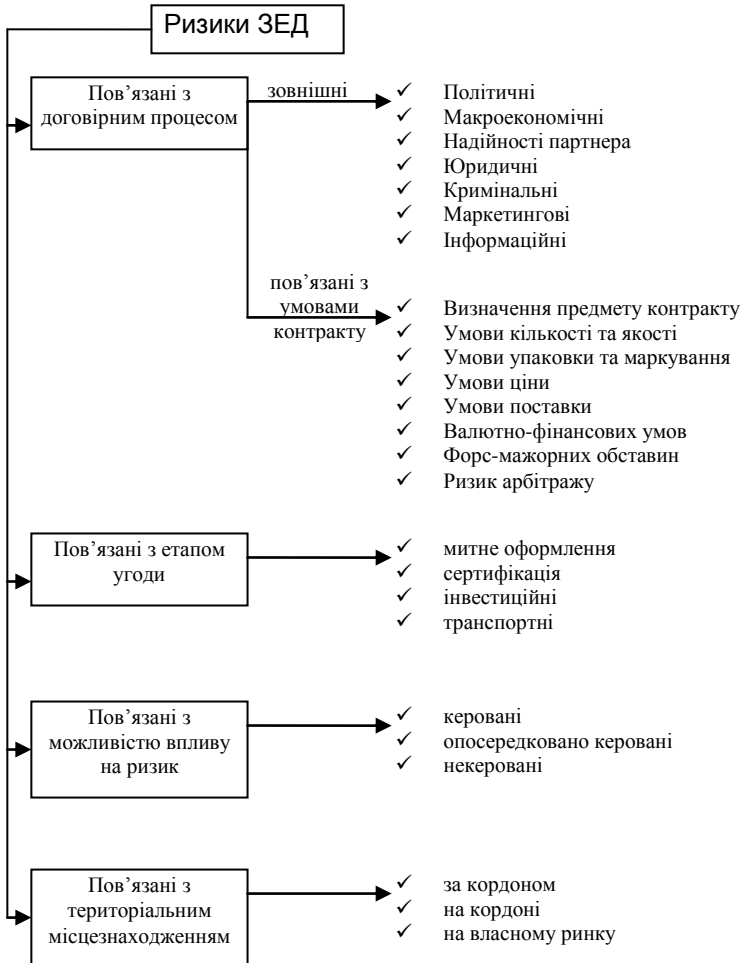 Ризики ЗЕД
Пов’язані з
договірним процесом
зовнішні
✓ Політичні
✓ Макроекономічні
✓ Надійності партнера
✓ Юридичні
✓ Кримінальні
✓ Маркетингові
✓ Інформаційні
пов’язані з
умовами
контракту
✓ Визначення предмету контракту
✓ Умови кількості та якості
✓ Умови упаковки та маркування
✓ Умови ціни
✓ Умови поставки
✓ Валютно-фінансових умов
✓ Форс-мажорних обставин
✓ Ризик арбітражу
Пов’язані з етапом
угоди
✓ митне оформлення
✓ сертифікація
✓ інвестиційні
✓ транспортні
Пов’язані з
можливістю впливу
на ризик
✓ керовані
✓ опосередковано керовані
✓ некеровані
Пов’язані з
територіальним
місцезнаходженням
✓ за кордоном
✓ на кордоні
✓ на власному ринку